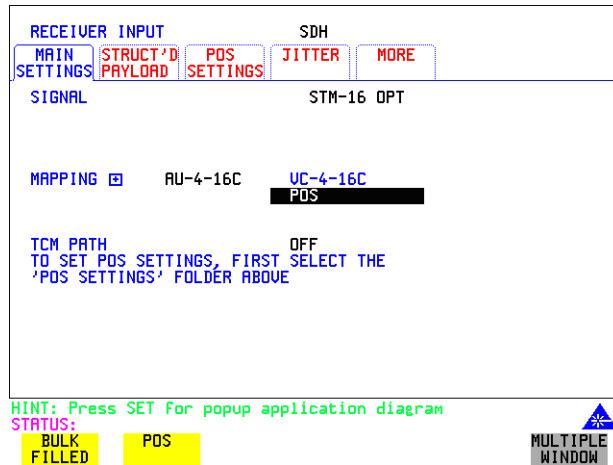 RECEIVER INPUT SDH
MAIN SETTINGS STRUCT'D PAYLOAD POS SETTINGS JITTER MORE
SIGNAL STM-16 OPT
MAPPING + AU-4-16C VC-4-16C
POS
TCM PATH OFF
TO SET POS SETTINGS, FIRST SELECT THE
'POS SETTINGS' FOLDER ABOVE
HINT: Press SET for popup application diagram
STATUS:
BULK FILLED POS MULTIPLE WINDOW